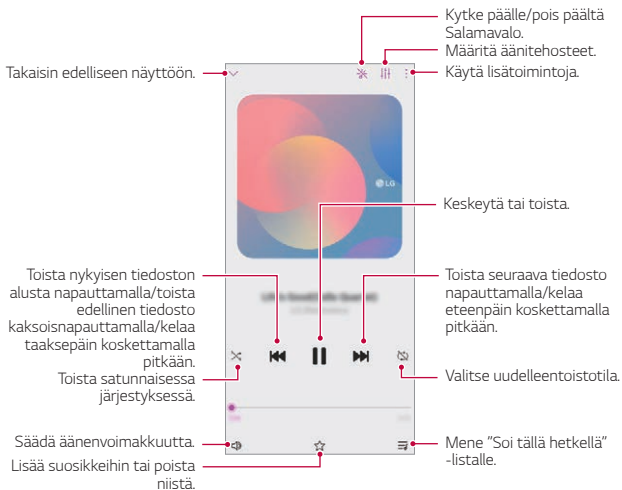 Kytke päälle/pois päältä
Salamavalo.
Määritä äänitehosteet.
Takaisin edelliseen näyttöön.
Käytä lisätoimintoja.
LG
Keskeytä tai toista.
Toista nykyisen tiedoston
alusta napauttamalla/toista
edellinen tiedosto
kaksoisnapauttamalla/kelaa
taaksepäin koskettamalla
pitkään.
Toista seuraava tiedosto
napauttamalla/kelaa
eteenpäin koskettamalla
pitkään.
Toista satunnaisessa
järjestyksessä.
Valitse uudelleentoistotila.
Säädä äänenvoimakkuutta.
Mene "Soi tällä hetkellä"
-listalle.
Lisää suosikkeihin tai poista
niistä.